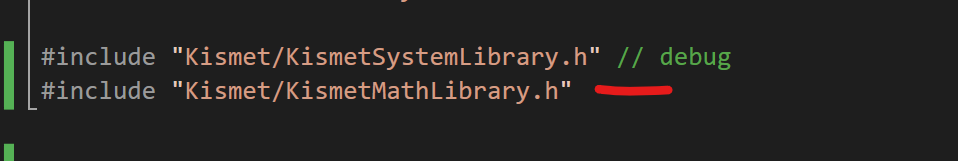 #include "Kismet/KismetSystemLibrary.h" // debug
#include "Kismet/KismetMathLibrary.h"